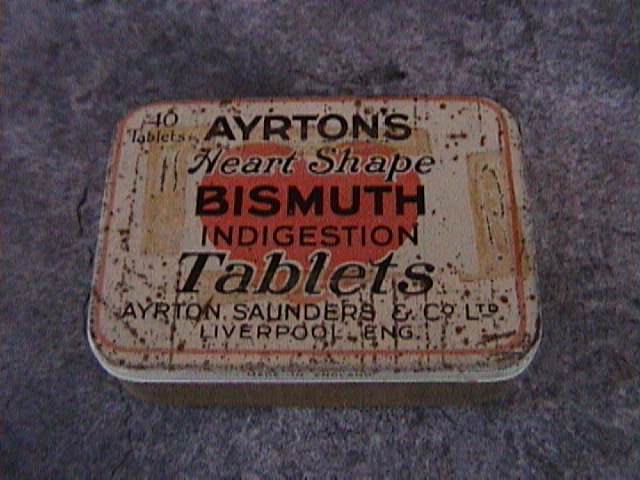 40
Tablets
AYRTON'S
Heart Shape
BISMUTH
INDIGESTION
Tablets
AYRTON, SAUNDERS & Co LTD
LIVERPOOL, ENG.